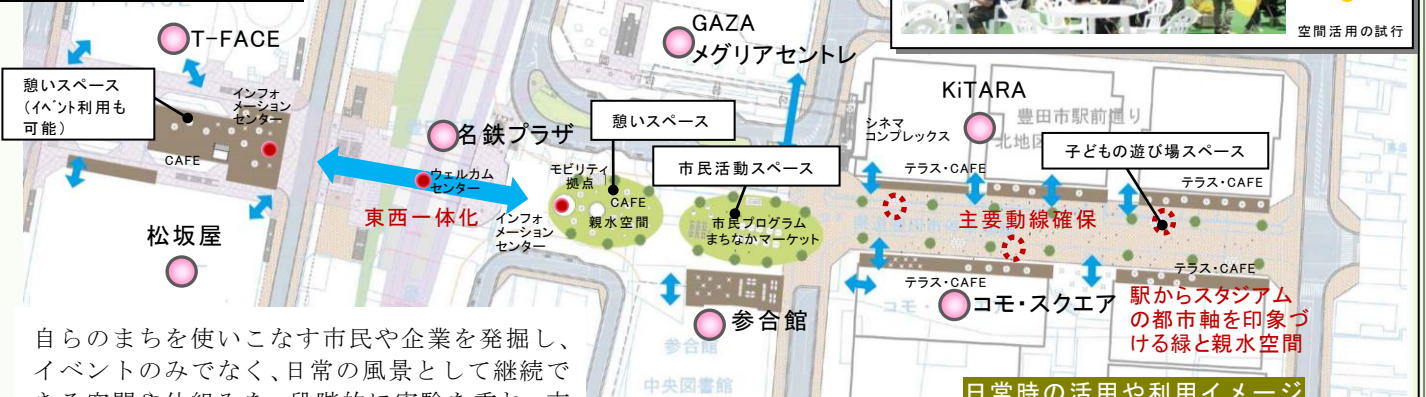 T-FACE
GAZA
メグリアセントレ
空間活用の試行
憩いスペース
(イベント利用も
可能)
インフォ
メーション
センター
CAFE
名鉄プラザ
憩いスペース
KiTARA
豊田市駅前通り
北地区
シネマ
コンプレックス
子どもの遊び場スペース
市民活動スペース
ウェルカム
センター
東西一体化
モビリティ
拠点
CAFE
親水空間
インフォ
メーション
センター
市民プログラム
まちなかマーケット
テラス・CAFE
テラス・CAFE
主要動線確保
松坂屋
テラス・CAFE
テラス・CAFE
コモ・スクエア
駅からスタジアム
の都市軸を印象づ
ける緑と親水空間
参合館
参合館
中央図書館
自らのまちを使いこなす市民や企業を発掘し、
イベントのみでなく、日常の風景として継続で
日常時の活用や利用イメージ